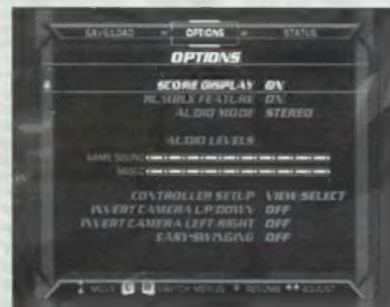 SAVE/LOAD OPTIONS STATUS
OPTIONS
SCORE DISPLAY ON
RUMBLE FEATURE ON
AUDIO MODE STEREO
AUDIO LEVELS
GAME SOUND
MUSIC
CONTROLLER SETUP VIEW/SELECT
INVERT CAMERA UP DOWN OFF
INVERT CAMERA LEFT RIGHT OFF
EASY SWINGING OFF
MOVE SWITCH MENUS RESUME ADJUST